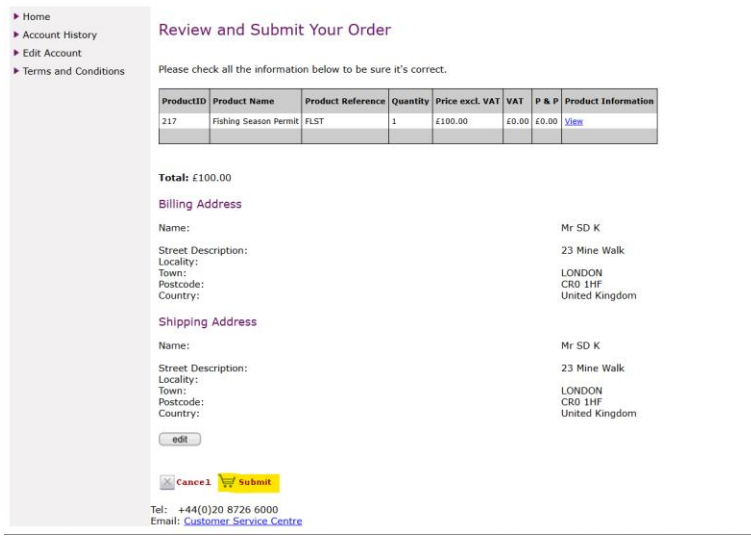 Home
Account History
Edit Account
Terms and Conditions
Review and Submit Your Order
Please check all the information below to be sure it's correct.
ProductID Product Name Product Reference Quantity Price excl. VAT VAT P & P Product Information
217 Fishing Season Permit FLST 1 £100.00 £0.00 £0.00 View
Total: £100.00
Billing Address
Name: Mr SD K
Street Description: 23 Mine Walk
Locality:
Town: LONDON
Postcode: CR0 1HF
Country: United Kingdom
Shipping Address
Name: Mr SD K
Street Description: 23 Mine Walk
Locality:
Town: LONDON
Postcode: CR0 1HF
Country: United Kingdom
edit
Cancel Submit
Tel: +44(0)20 8726 6000
Email: Customer Service Centre